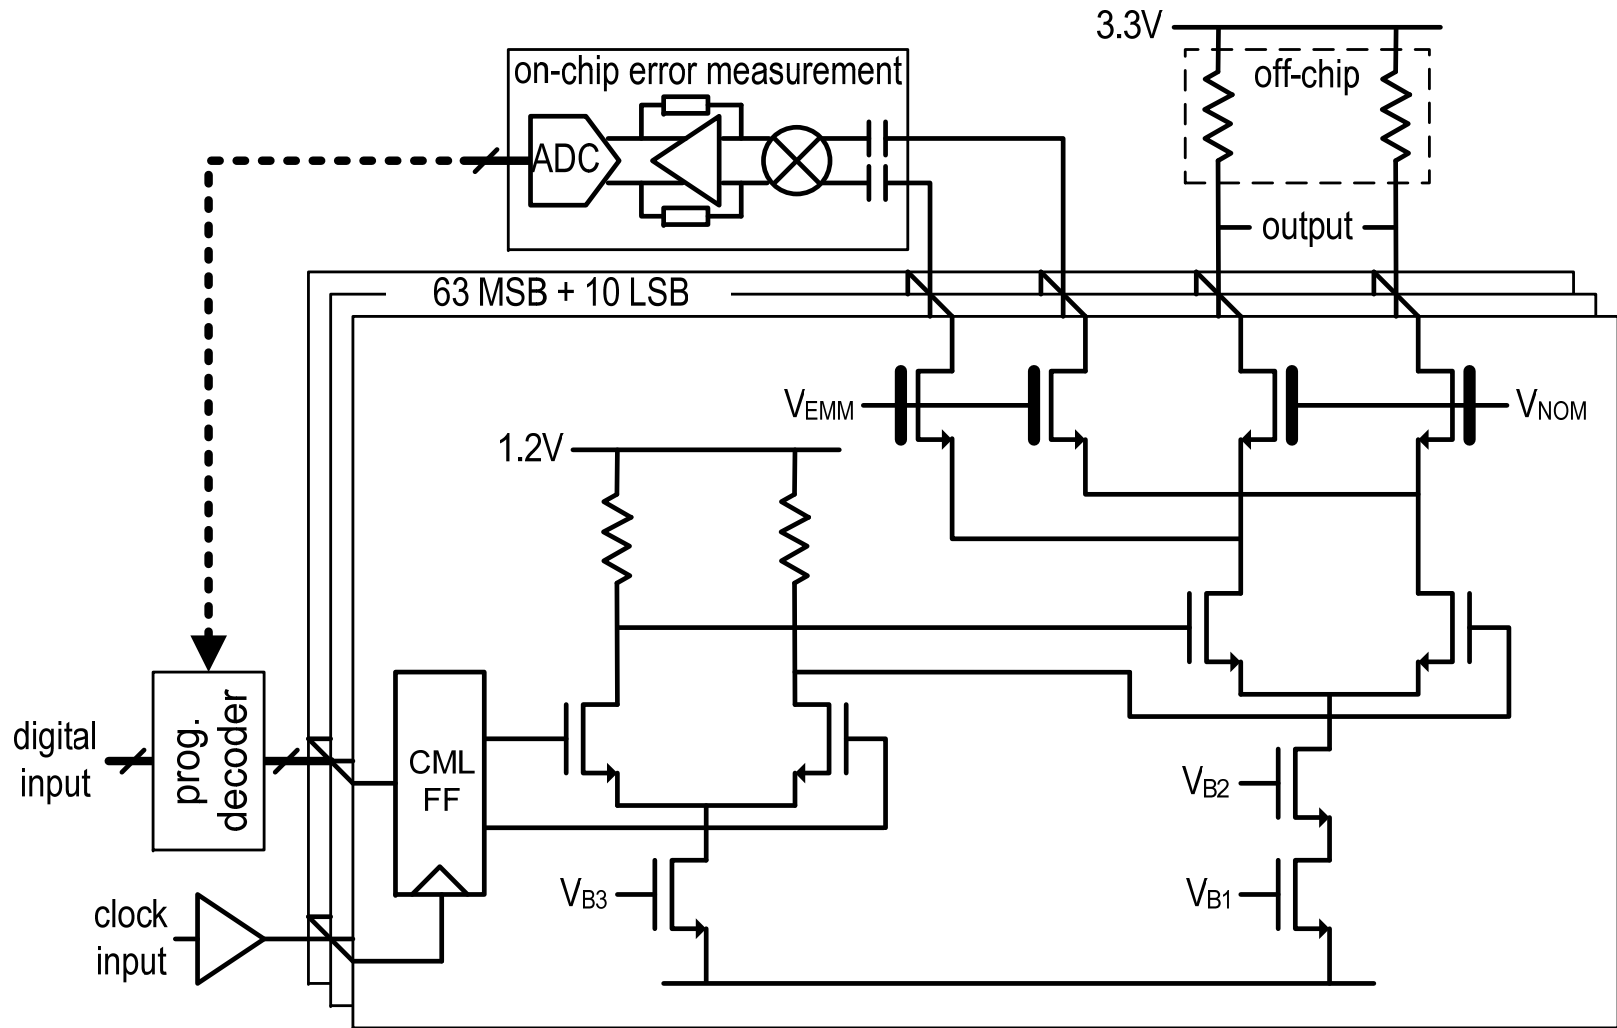 3.3V
on-chip error measurement
off-chip
ADC
output
63 MSB + 10 LSB
VEMM
VNOM
1.2V
digital
input
prog.
decoder
CML
FF
VB2
VB3
VB1
clock
input